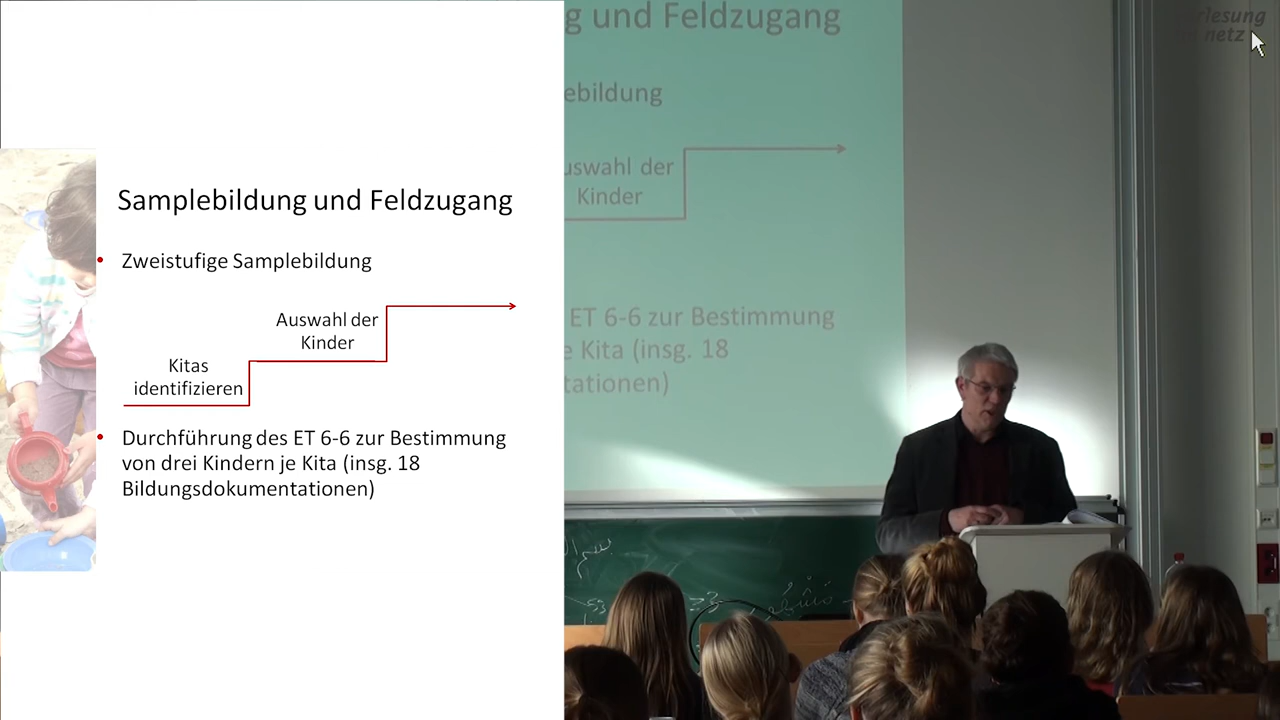 Samplebildung und Feldzugang
Zweistufige Samplebildung
Auswahl der
Kinder
Kitas
identifizieren
Durchführung des ET 6-6 zur Bestimmung
von drei Kindern je Kita (insg. 18
Bildungsdokumentationen)
g und Feldzugang
ebildung
uswahl der
Kinder
ET 6-6 zur Bestimmung
e Kita (insg. 18
tationen)
rlesung
netz